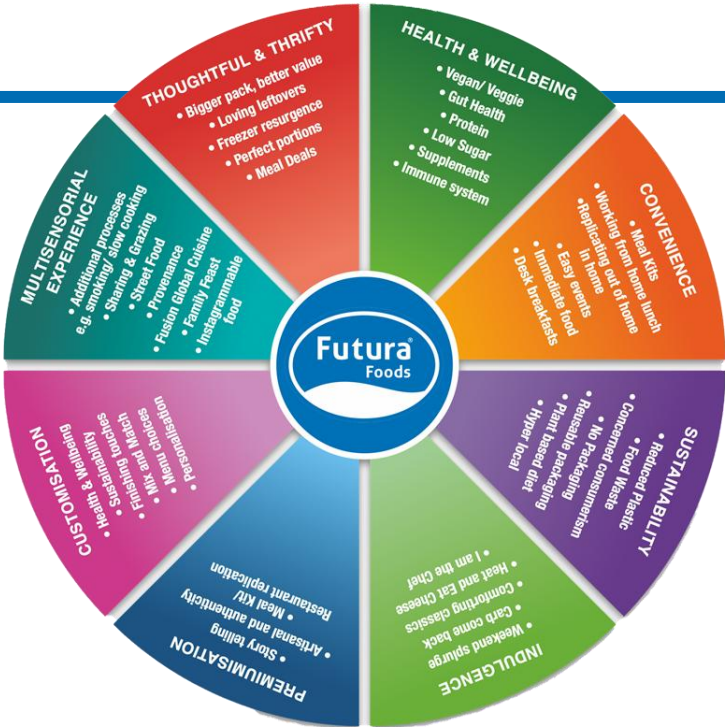 THOUGHTFUL & THRIFTY
• Bigger pack, better value
• Loving leftovers
• Freezer resurgence
• Perfect portions
• Meal Deals
HEALTH & WELLBEING
• Vegan/ Veggie
• Gut Health
• Protein
• Low Sugar
• Supplements
• Immune system
CONVENIENCE
• Meal Kits
• Working from home lunch
• Replicating out of home
in home
• Easy events
• Immediate food
• Desk breakfasts
SUSTAINABILITY
• Reduced Plastic
• Food Waste
• Concerned consumerism
• No Packaging
• Reusable packaging
• Plant based diet
• Hyper local
INDULGENCE
• Weekend splurge
• Carb come back
• Comforting classics
• Heat and Eat Cheese
• I am the Chef
PREMIUMISATION
• Story telling
• Artisanal and authenticity
• Meal Kit/
Restaurant replication
CUSTOMISATION
• Health & Wellbeing
• Sustainability
• Finishing touches
• Mix and Match
• Menu choices
• Personalisation
MULTISENSORIAL
EXPERIENCE
• Additional processes
e.g. smoking/ slow cooking
• Sharing & Grazing
• Street Food
• Provenance
• Fusion Global Cuisine
• Family Feast
• Instagrammable
food
Futura®
Foods